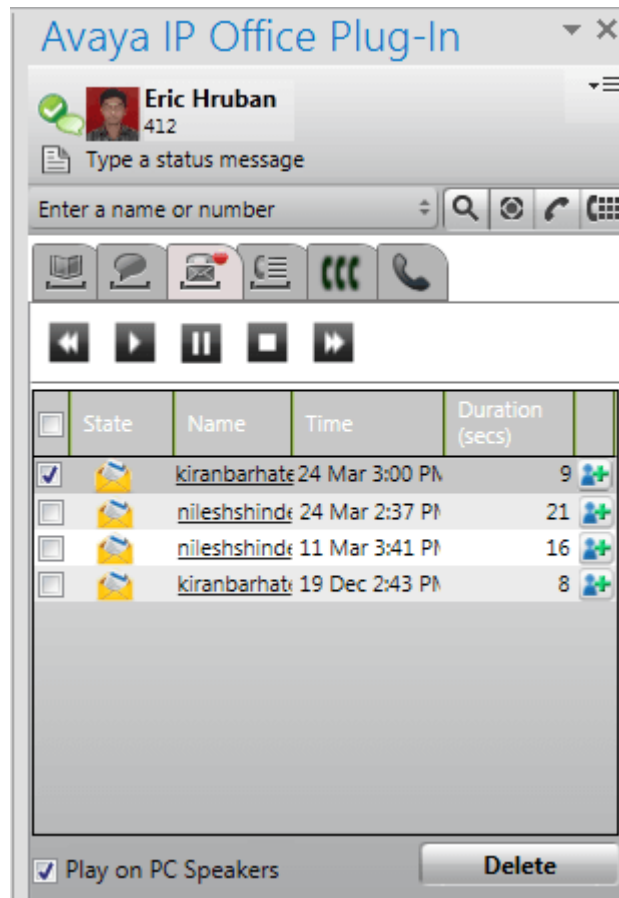 Avaya IP Office Plug-In
Eric Hruban
412
Type a status message
Enter a name or number
State Name Time Duration (secs)
kiranbarhate 24 Mar 3:00 PM 9
nileshshinde 24 Mar 2:37 PM 21
nileshshinde 11 Mar 3:41 PM 16
kiranbarhate 19 Dec 2:43 PM 8
Play on PC Speakers Delete